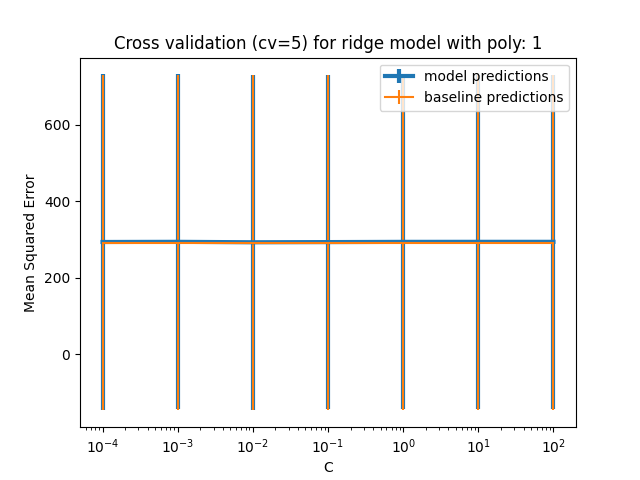 Cross validation (cv=5) for ridge model with poly: 1
model predictions
baseline predictions
Mean Squared Error
600
400
200
0
10⁻⁴ 10⁻³ 10⁻² 10⁻¹ 10⁰ 10¹ 10²
C